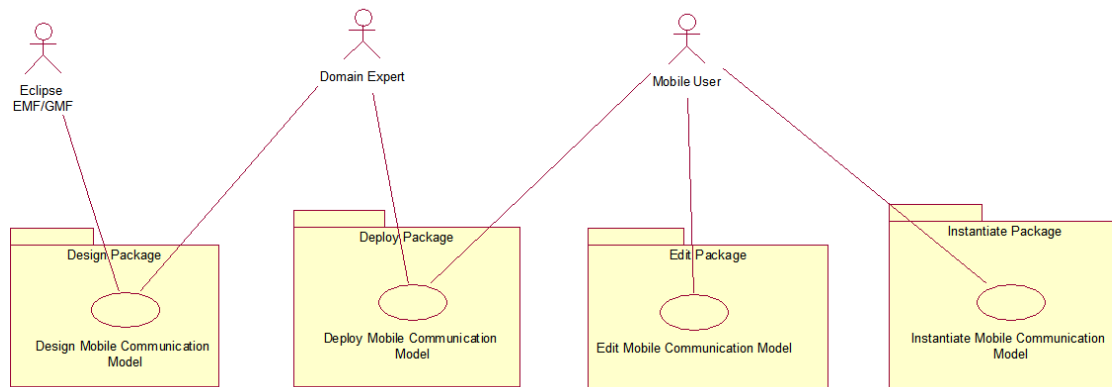 Eclipse
EMF/GMF
Domain Expert
Mobile User
Design Package
Deploy Package
Edit Package
Instantiate Package
Design Mobile Communication
Model
Deploy Mobile Communication
Model
Edit Mobile Communication Model
Instantiate Mobile Communication
Model